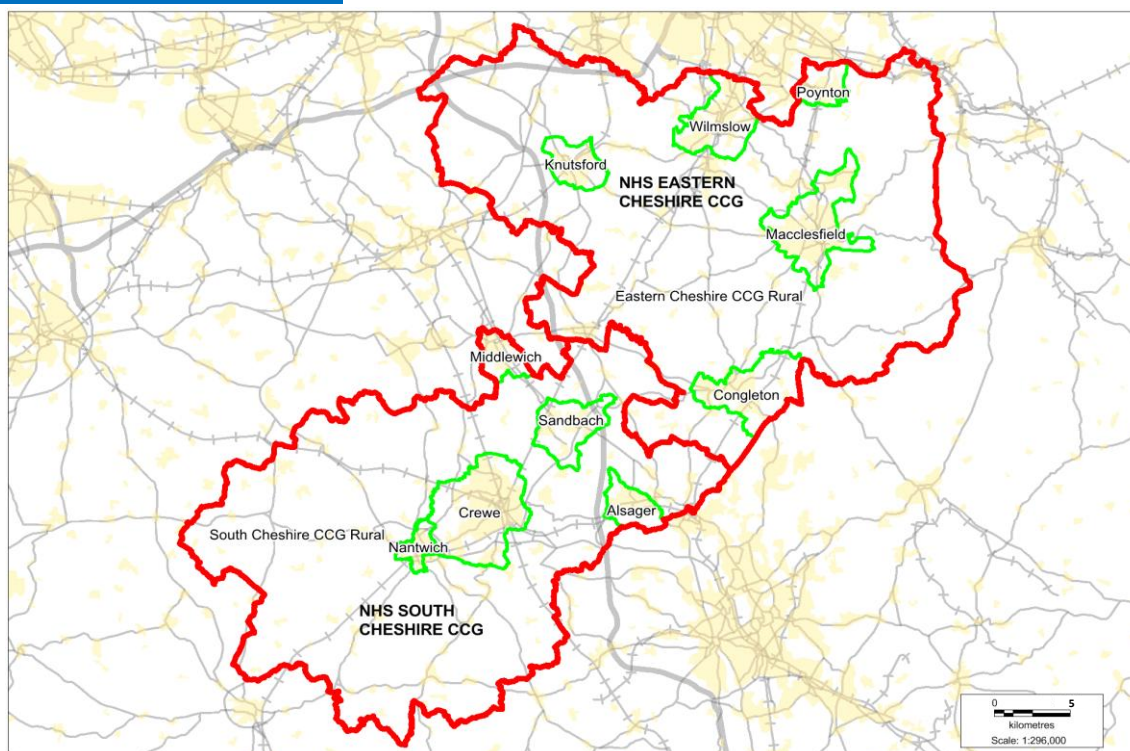 Poynton
Wilmslow
Knutsford
NHS EASTERN
CHESHIRE CCG
Macclesfield
Eastern Cheshire CCG Rural
Middlewich
Congleton
Sandbach
Crewe
Alsager
South Cheshire CCG Rural
Nantwich
NHS SOUTH
CHESHIRE CCG
0 5
kilometres
Scale: 1:296,000